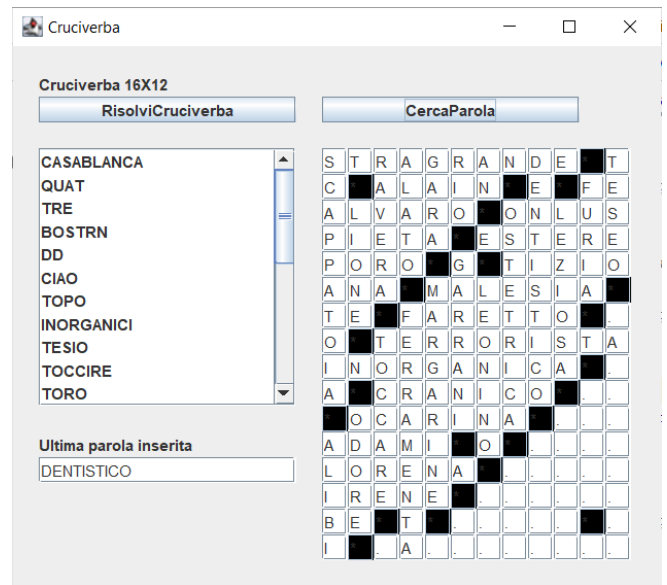 Cruciverba
Cruciverba 16X12
RisolviCruciverba
CercaParola
CASABLANCA
QUAT
TRE
BOSTRN
DD
CIAO
TOPO
INORGANICI
TESIO
TOCCIRE
TORO
Ultima parola inserita
DENTISTICO
S T R A G R A N D E * T
C * A L A I N * E * F E
A L V A R O * O N L U S
P I E T A * E S T E R E
P O R O * G * T I Z I O
A N A * M A L E S I A *
T E * F A R E T T O * .
O * T E R R O R I S T A
I N O R G A N I C A * .
A * C R A N I C O * . .
* O C A R I N A * . . .
A D A M I * O * . . . .
L O R E N A * . . . . .
I R E N E * . . . . . .
B E * T * . . . . . * .
I * . A . . . . . . . .